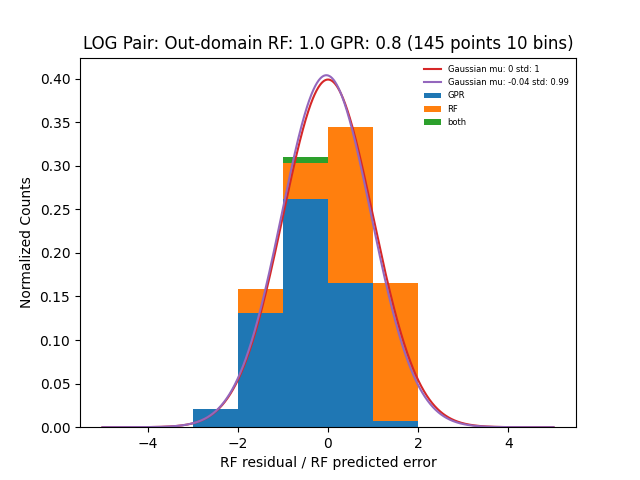 LOG Pair: Out-domain RF: 1.0 GPR: 0.8 (145 points 10 bins)
Gaussian mu: 0 std: 1
Gaussian mu: -0.04 std: 0.99
GPR
RF
both
Normalized Counts
0.40
0.35
0.30
0.25
0.20
0.15
0.10
0.05
0.00
−4 −2 0 2 4
RF residual / RF predicted error